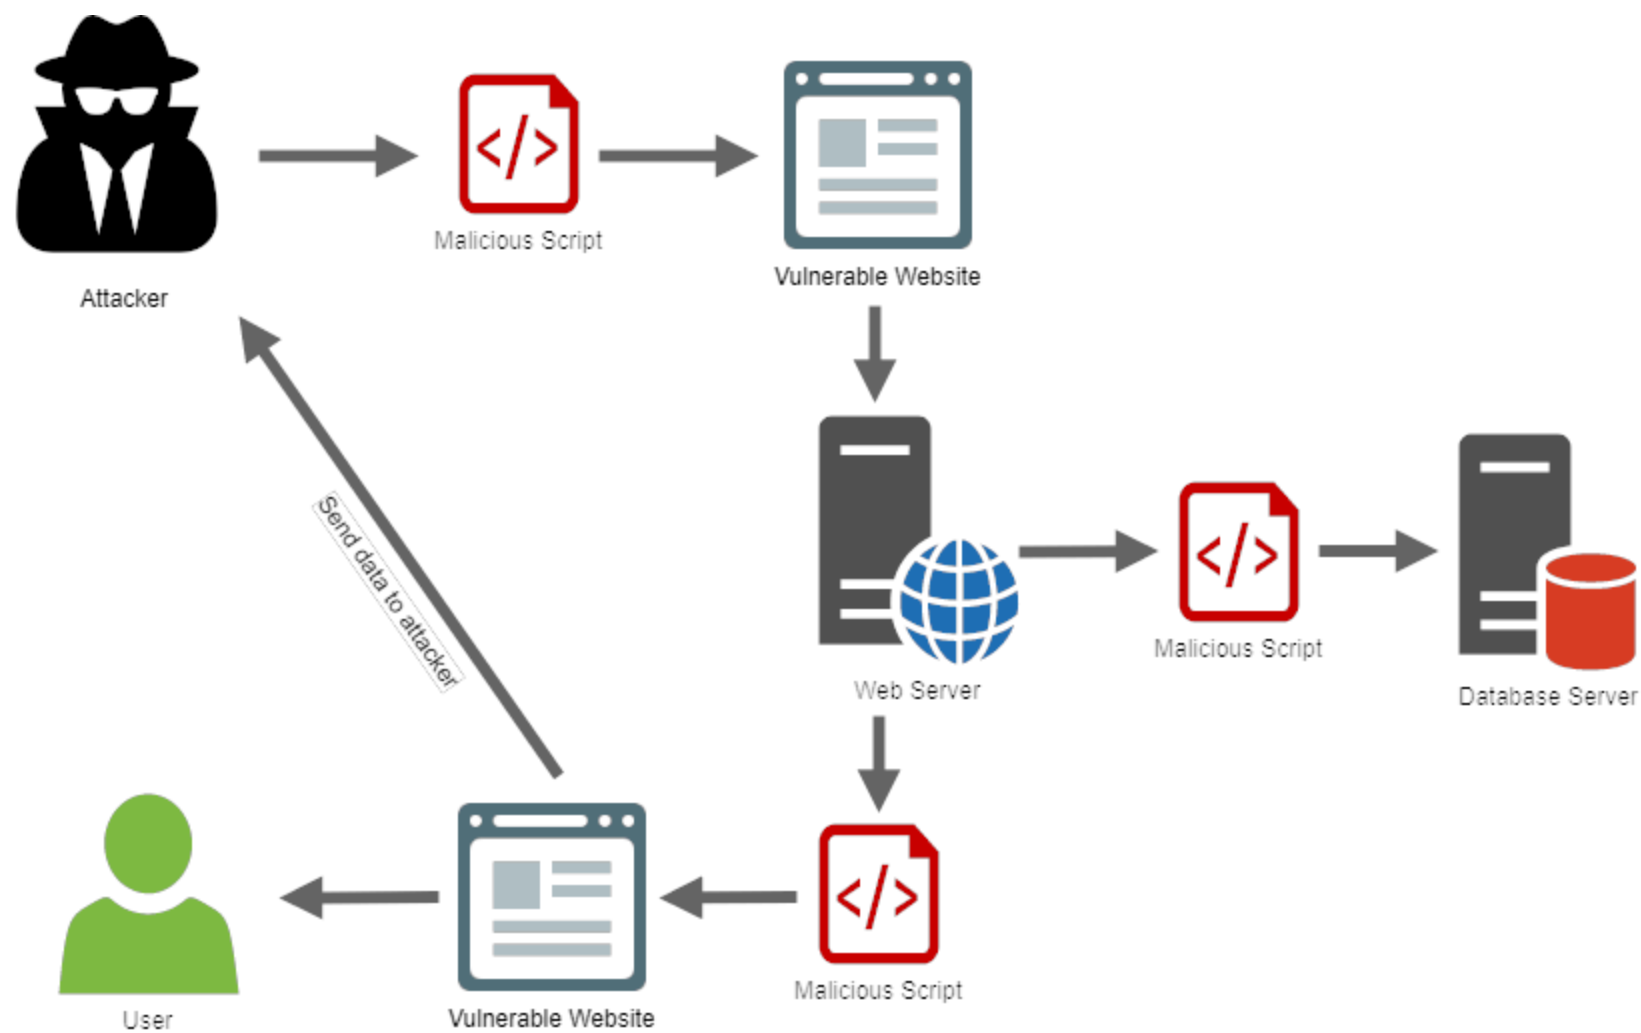 Malicious Script
Vulnerable Website
Attacker
Send data to attacker
Malicious Script
Web Server
Database Server
Malicious Script
User
Vulnerable Website